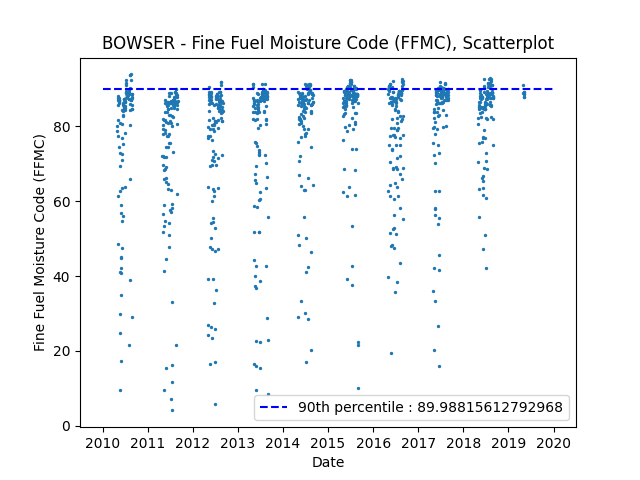 BOWSER - Fine Fuel Moisture Code (FFMC), Scatterplot
Fine Fuel Moisture Code (FFMC)
80
60
40
20
0
90th percentile : 89.98815612792968
2010 2011 2012 2013 2014 2015 2016 2017 2018 2019 2020
Date